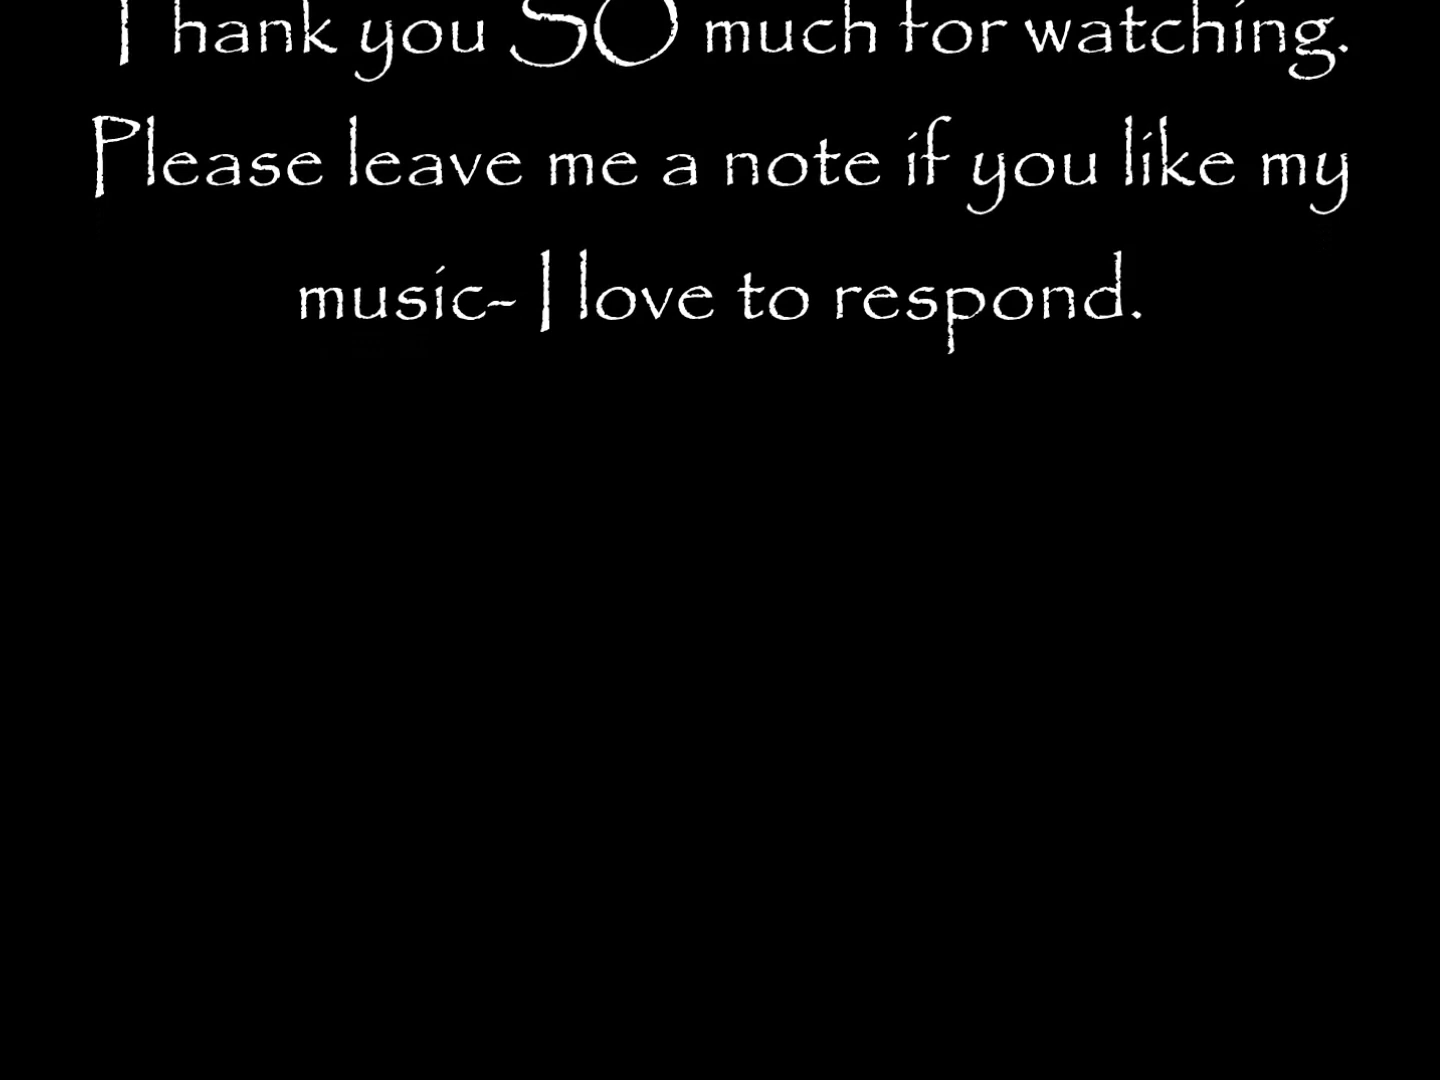 Thank you SO much for watching.
Please leave me a note if you like my
music- I love to respond.